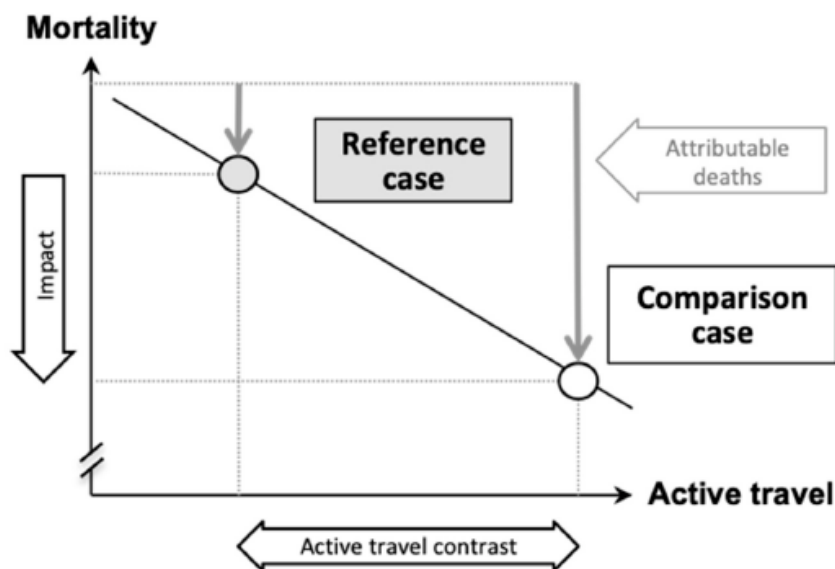 Mortality
Reference
case
Attributable
deaths
Impact
Comparison
case
Active travel
Active travel contrast